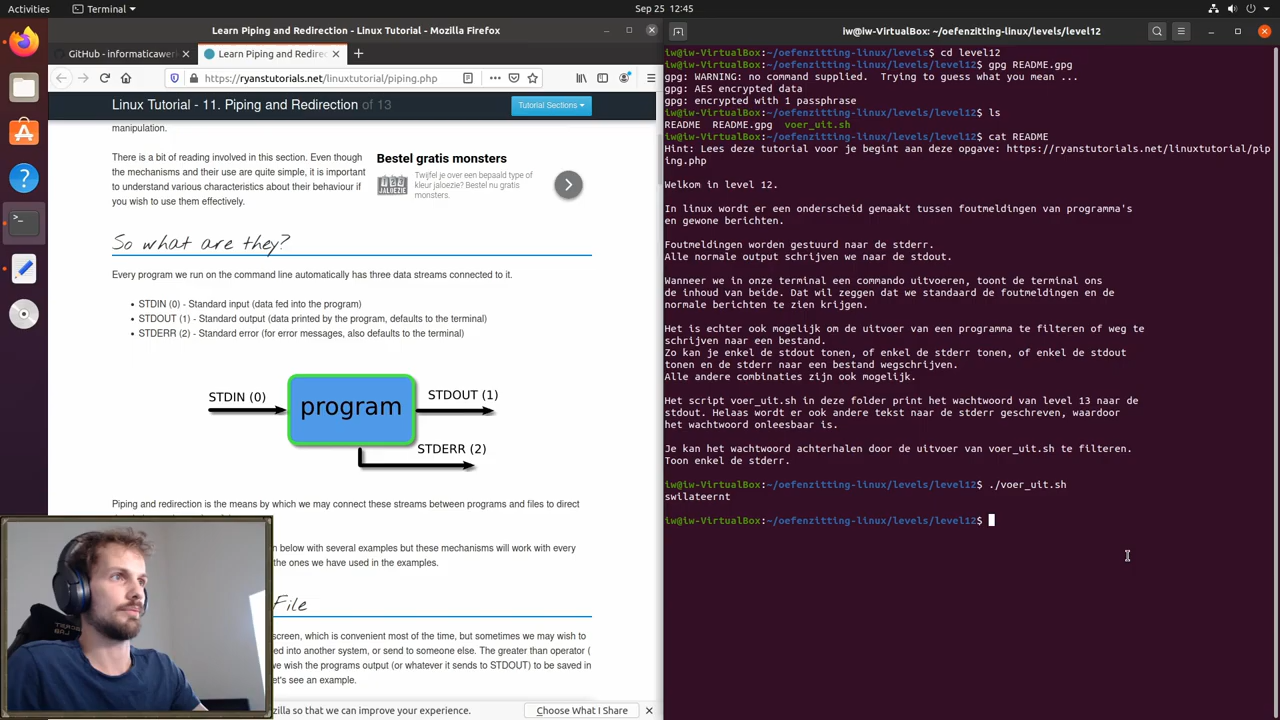 Activities
Terminal
Sep 25 12:45
Learn Piping and Redirection - Linux Tutorial - Mozilla Firefox
GitHub - informaticawer
Learn Piping and Redirec
https://ryanstutorials.net/linuxtutorial/piping.php
Linux Tutorial - 11. Piping and Redirection of 13
Tutorial Sections
manipulation.
There is a bit of reading involved in this section. Even though
the mechanisms and their use are quite simple, it is important
to understand various characteristics about their behaviour if
you wish to use them effectively.
Bestel gratis monsters
Twijfel je over een bepaald type of
kleur jaloezie? Bestel nu gratis
monsters.
JALOEZIE
So what are they?
Every program we run on the command line automatically has three data streams connected to it.
• STDIN (0) - Standard input (data fed into the program)
• STDOUT (1) - Standard output (data printed by the program, defaults to the terminal)
• STDERR (2) - Standard error (for error messages, also defaults to the terminal)
STDIN (0)
program
STDOUT (1)
STDERR (2)
Piping and redirection is the means by which we may connect these streams between programs and files to direct
n below with several examples but these mechanisms will work with every
the ones we have used in the examples.
File
screen, which is convenient most of the time, but sometimes we may wish to
ed into another system, or send to someone else. The greater than operator (
ve wish the programs output (or whatever it sends to STDOUT) to be saved in
et's see an example.
zilla so that we can improve your experience.
Choose What I Share
iw@iw-VirtualBox: ~/oefenzitting-linux/levels/level12
iw@iw-VirtualBox:~/oefenzitting-linux/levels$ cd level12
iw@iw-VirtualBox:~/oefenzitting-linux/levels/level12$ gpg README.gpg
gpg: WARNING: no command supplied.  Trying to guess what you mean ...
gpg: AES encrypted data
gpg: encrypted with 1 passphrase
iw@iw-VirtualBox:~/oefenzitting-linux/levels/level12$ ls
README  README.gpg  voer_uit.sh
iw@iw-VirtualBox:~/oefenzitting-linux/levels/level12$ cat README
Hint: Lees deze tutorial voor je begint aan deze opgave: https://ryanstutorials.net/linuxtutorial/pip
ing.php
Welkom in level 12.
In linux wordt er een onderscheid gemaakt tussen foutmeldingen van programma's
en gewone berichten.
Foutmeldingen worden gestuurd naar de stderr.
Alle normale output schrijven we naar de stdout.
Wanneer we in onze terminal een commando uitvoeren, toont de terminal ons
de inhoud van beide. Dat wil zeggen dat we standaard de foutmeldingen en de
normale berichten te zien krijgen.
Het is echter ook mogelijk om de uitvoer van een programma te filteren of weg te
schrijven naar een bestand.
Zo kan je enkel de stdout tonen, of enkel de stderr tonen, of enkel de stdout
tonen en de stderr naar een bestand wegschrijven.
Alle andere combinaties zijn ook mogelijk.
Het script voer_uit.sh in deze folder print het wachtwoord van level 13 naar de
stdout. Helaas wordt er ook andere tekst naar de stderr geschreven, waardoor
het wachtwoord onleesbaar is.
Je kan het wachtwoord achterhalen door de uitvoer van voer_uit.sh te filteren.
Toon enkel de stderr.
iw@iw-VirtualBox:~/oefenzitting-linux/levels/level12$ ./voer_uit.sh
swilateernt
iw@iw-VirtualBox:~/oefenzitting-linux/levels/level12$